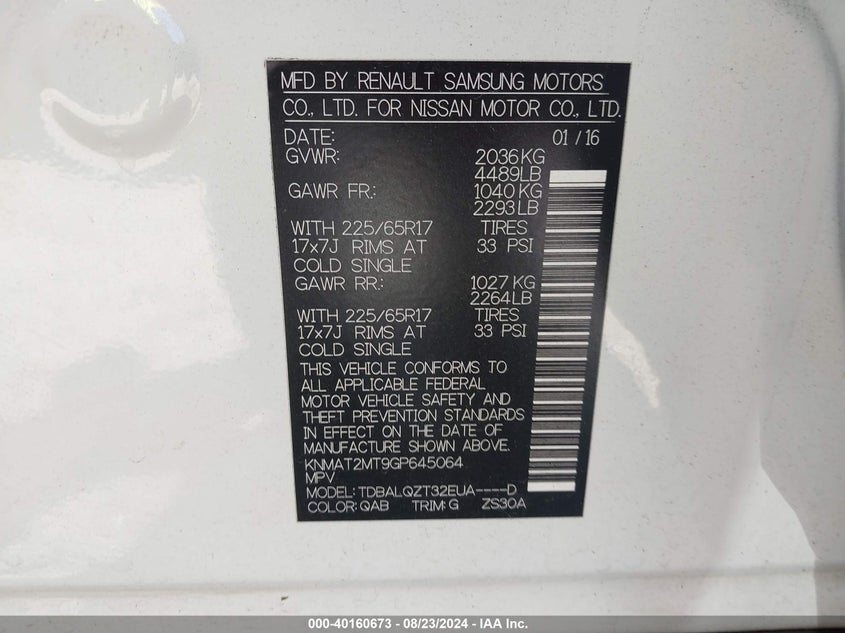 MFD BY RENAULT SAMSUNG MOTORS
CO., LTD. FOR NISSAN MOTOR CO., LTD.
DATE: 01/16
GVWR: 2036KG
4489LB
GAWR FR.: 1040KG
2293LB
WITH 225/65R17 TIRES
17x7J RIMS AT 33 PSI
COLD SINGLE
GAWR RR.: 1027KG
2264LB
WITH 225/65R17 TIRES
17x7J RIMS AT 33 PSI
COLD SINGLE
THIS VEHICLE CONFORMS TO
ALL APPLICABLE FEDERAL
MOTOR VEHICLE SAFETY AND
THEFT PREVENTION STANDARDS
IN EFFECT ON THE DATE OF
MANUFACTURE SHOWN ABOVE.
KNMAT2MT9GP645064
MPV
MODEL: TDBALQZT32EUA----D
COLOR: QAB TRIM: G ZS30A
000-40160673 - 08/23/2024 - IAA Inc.